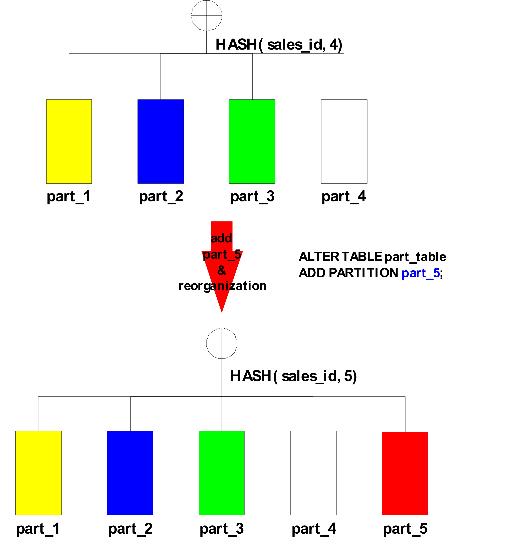 HASH( sales_id, 4)
part_1 part_2 part_3 part_4
add
part_5
&
reorganization
ALTER TABLE part_table
ADD PARTITION part_5;
HASH( sales_id, 5)
part_1 part_2 part_3 part_4 part_5